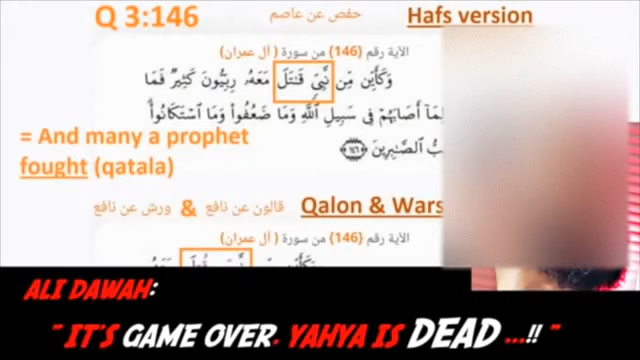 Q 3:146 حفص عن عاصم Hafs version
الآية رقم (146) من سورة ( آل عمران )
وَكَأَيِّن مِّن نَّبِىٍّ قَـٰتَلَ مَعَهُۥ رِبِّيُّونَ كَثِيرٌ فَمَا
لِمَآ أَصَابَهُمْ فِى سَبِيلِ ٱللَّهِ وَمَا ضَعُفُوا۟ وَمَا ٱسْتَكَانُوا۟
بُّ ٱلصَّـٰبِرِينَ ١٤٦
= And many a prophet
fought (qatala)
قالون عن نافع & ورش عن نافع Qalon & Wars
الآية رقم (146) من سورة ( آل عمران )
ALI DAWAH:
"IT'S GAME OVER. YAHYA IS DEAD ...!!"